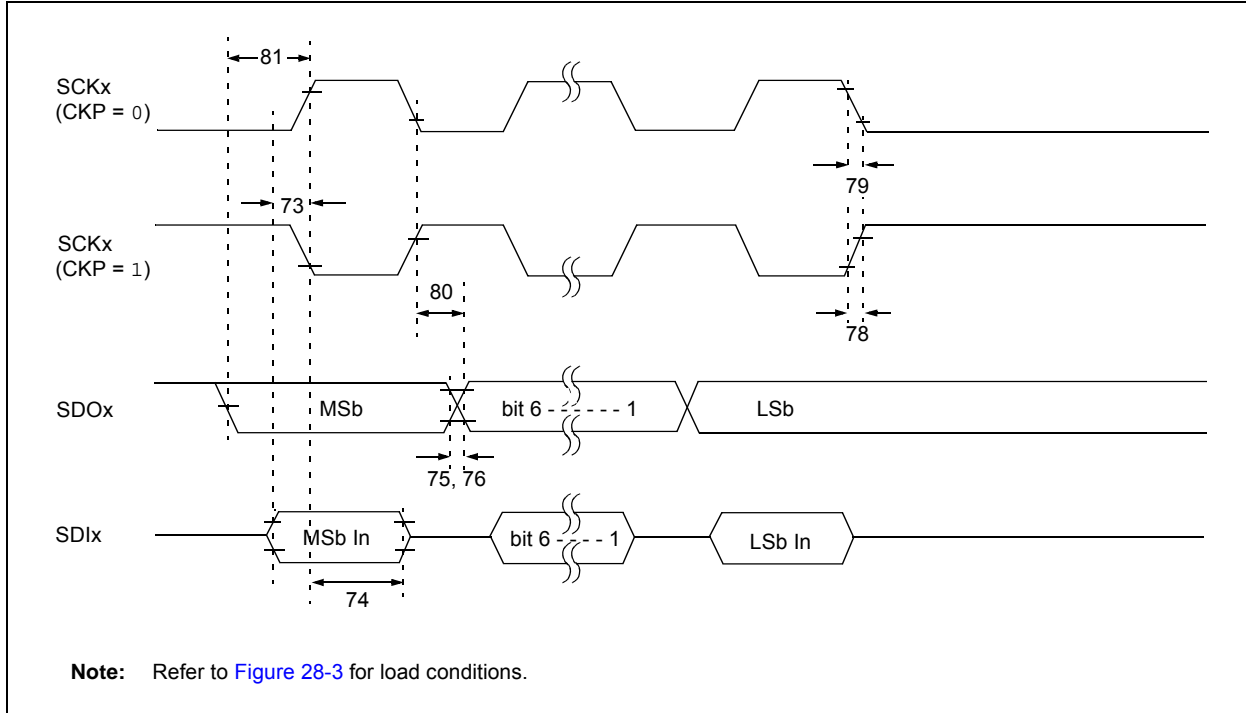 81
SCKx
(CKP = 0)
79
73
SCKx
(CKP = 1)
80
78
SDOx
MSb
bit 6 - - - - - - 1
LSb
75, 76
SDIx
MSb In
bit 6 - - - - 1
LSb In
74
Note: Refer to Figure 28-3 for load conditions.